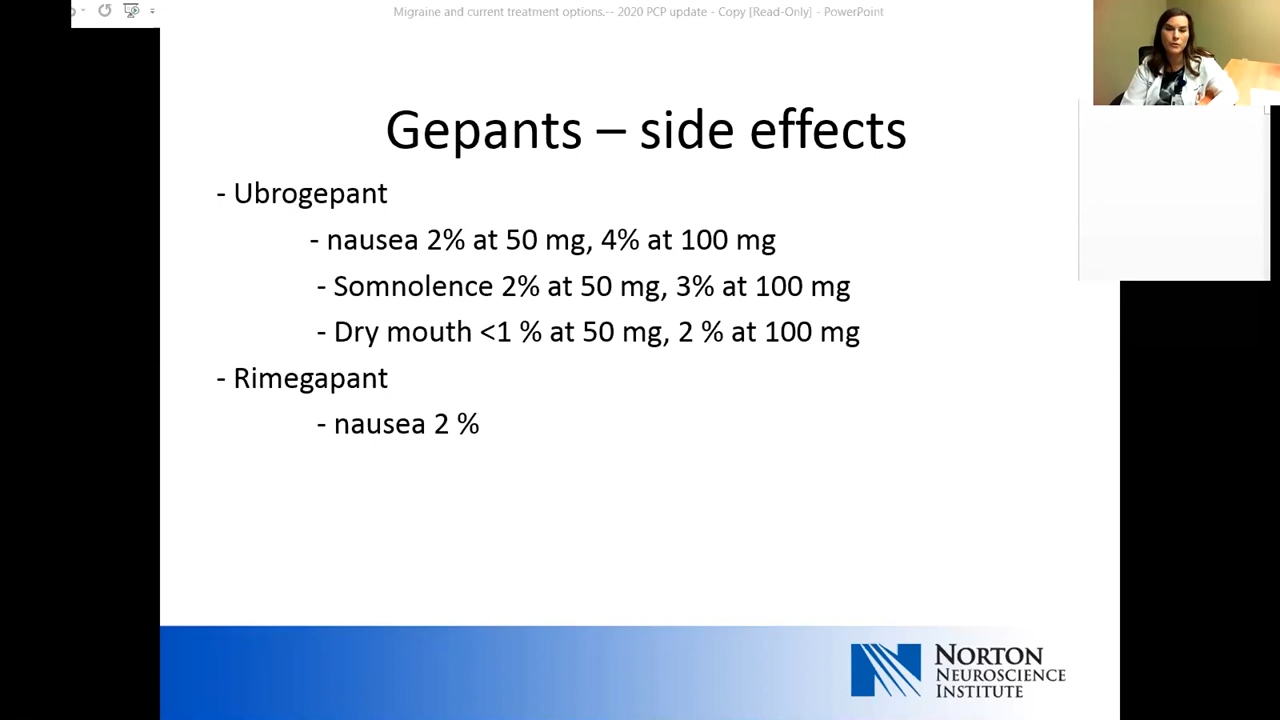 Migraine and current treatment options.-- 2020 PCP update - Copy [Read-Only] - PowerPoint
Gepants – side effects
- Ubrogepant
- nausea 2% at 50 mg, 4% at 100 mg
- Somnolence 2% at 50 mg, 3% at 100 mg
- Dry mouth <1 % at 50 mg, 2 % at 100 mg
- Rimegapant
- nausea 2 %
NORTON
NEUROSCIENCE
INSTITUTE